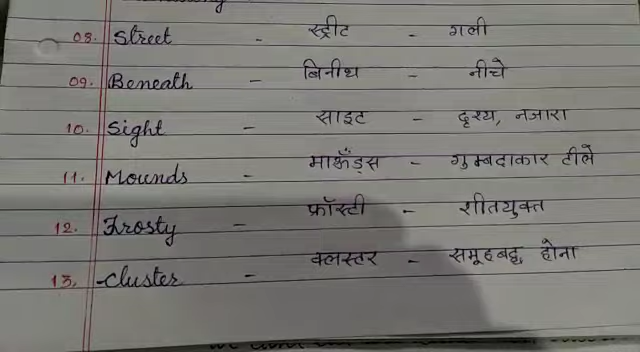 08. Street - स्ट्रीट - गली
09. Beneath - बिनीथ - नीचे
10. Sight - साइट - दृश्य, नजारा
11. Mounds - माऊँड्स - गुम्बदाकार टीले
12. Frosty - फ्रॉस्टी - शीतयुक्त
13. Cluster - क्लस्टर - समूहबद्ध होना